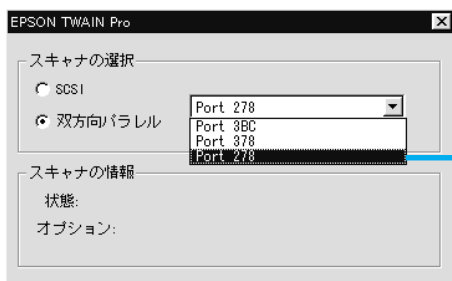 EPSON TWAIN Pro
スキャナの選択
SCSI
双方向パラレル
Port 278
Port 3BC
Port 378
Port 278
スキャナの情報
状態:
オプション: